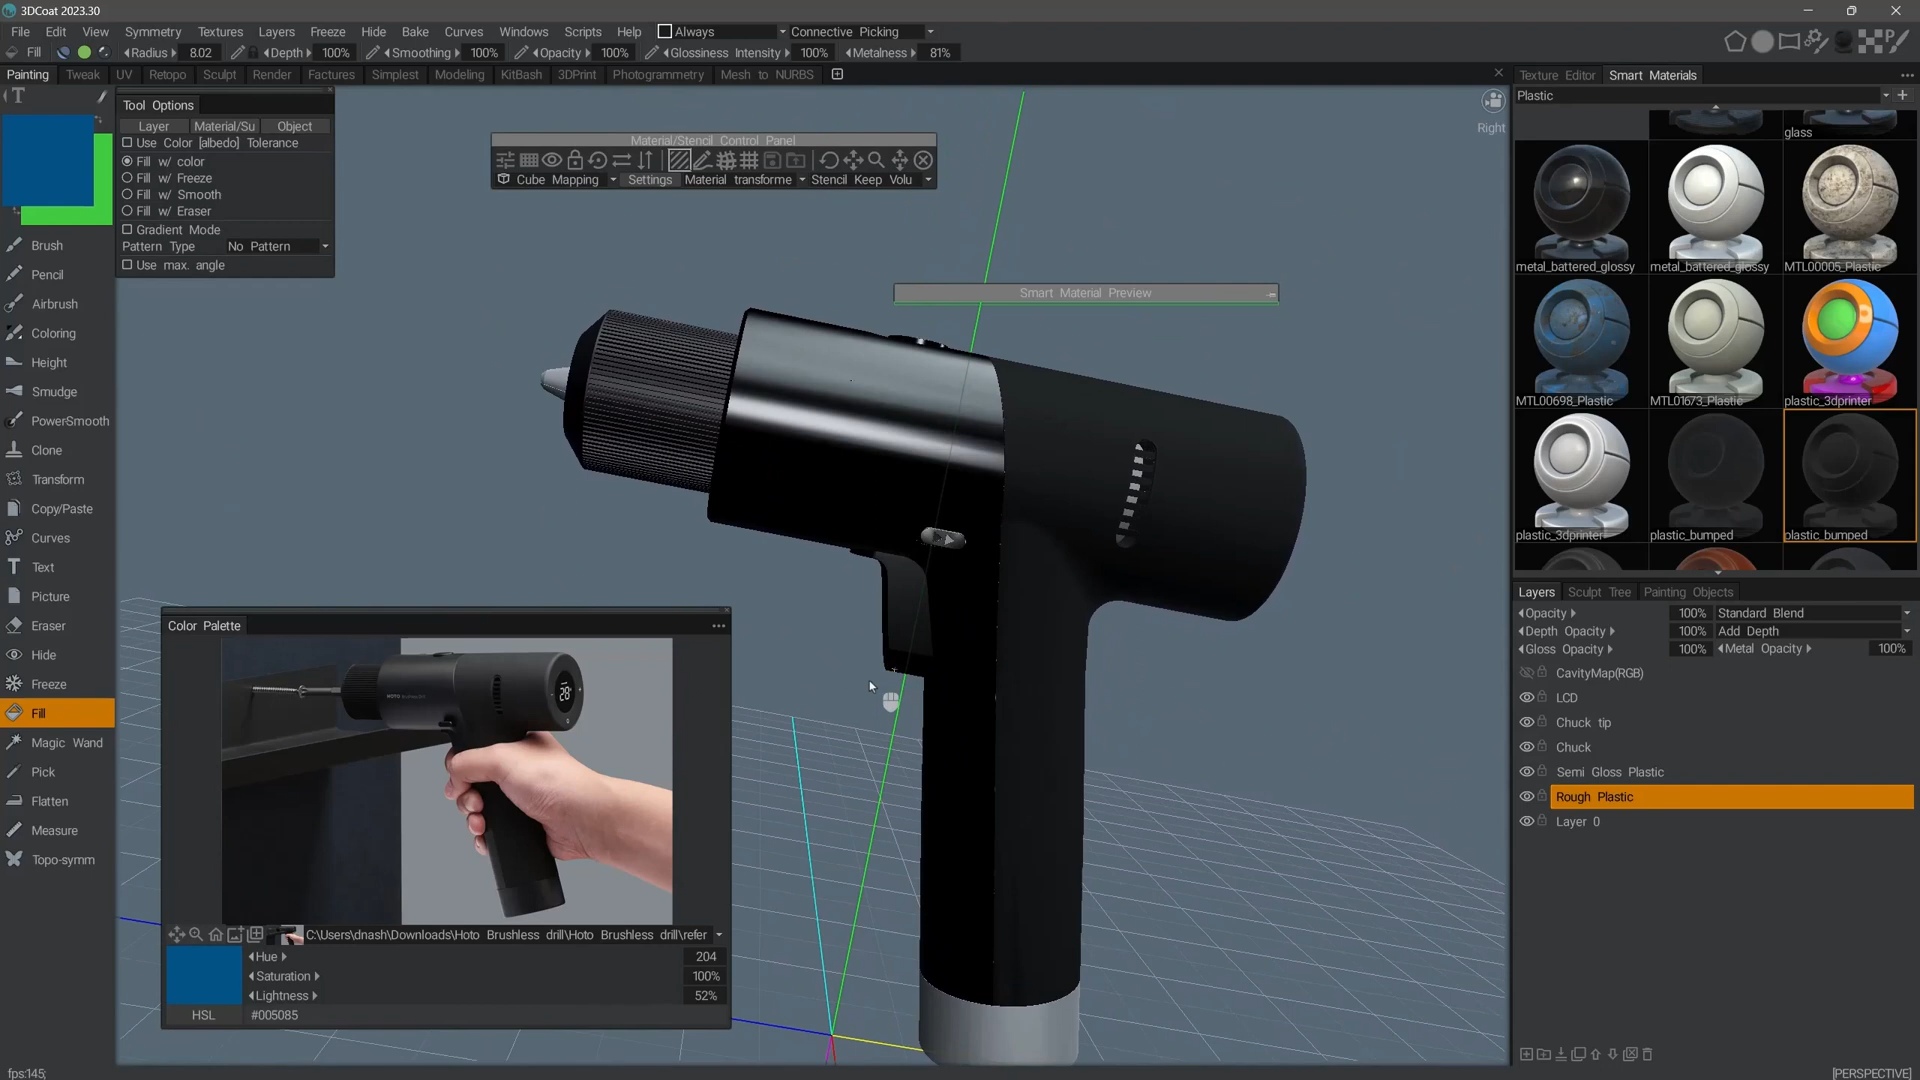 3DCoat 2023.30
File Edit View Symmetry Textures Layers Freeze Hide Bake Curves Windows Scripts Help Always Connective Picking
Fill Radius 8.02 Depth 100% Smoothing 100% Opacity 100% Glossiness Intensity 100% Metalness 81%
Painting Tweak UV Retopo Sculpt Render Factures Simplest Modeling KitBash 3DPrint Photogrammetry Mesh to NURBS
Texture Editor Smart Materials
Plastic
T
Tool Options
Layer Material/Su Object
Use Color [albedo] Tolerance
Fill w/ color
Fill w/ Freeze
Fill w/ Smooth
Fill w/ Eraser
Gradient Mode
Pattern Type No Pattern
Use max. angle
Material/Stencil Control Panel
Cube Mapping Settings Material transforme Stencil Keep Volu
Right
Smart Material Preview
glass
metal_battered_glossy metal_battered_glossy MTL00005_Plastic
MTL00698_Plastic MTL01673_Plastic plastic_3dprinter
plastic_3dprinter plastic_bumped plastic_bumped
Brush
Pencil
Airbrush
Coloring
Height
Smudge
PowerSmooth
Clone
Transform
Copy/Paste
Curves
Text
Picture
Eraser
Hide
Freeze
Fill
Magic Wand
Pick
Flatten
Measure
Topo-symm
Color Palette
HOTO
28
C:\Users\dnash\Downloads\Hoto Brushless drill\Hoto Brushless drill\refer
Hue 204
Saturation 100%
Lightness 52%
HSL #005085
Layers Sculpt Tree Painting Objects
Opacity 100% Standard Blend
Depth Opacity 100% Add Depth
Gloss Opacity 100% Metal Opacity 100%
CavityMap(RGB)
LCD
Chuck tip
Chuck
Semi Gloss Plastic
Rough Plastic
Layer 0
fps:145;
[PERSPECTIVE]